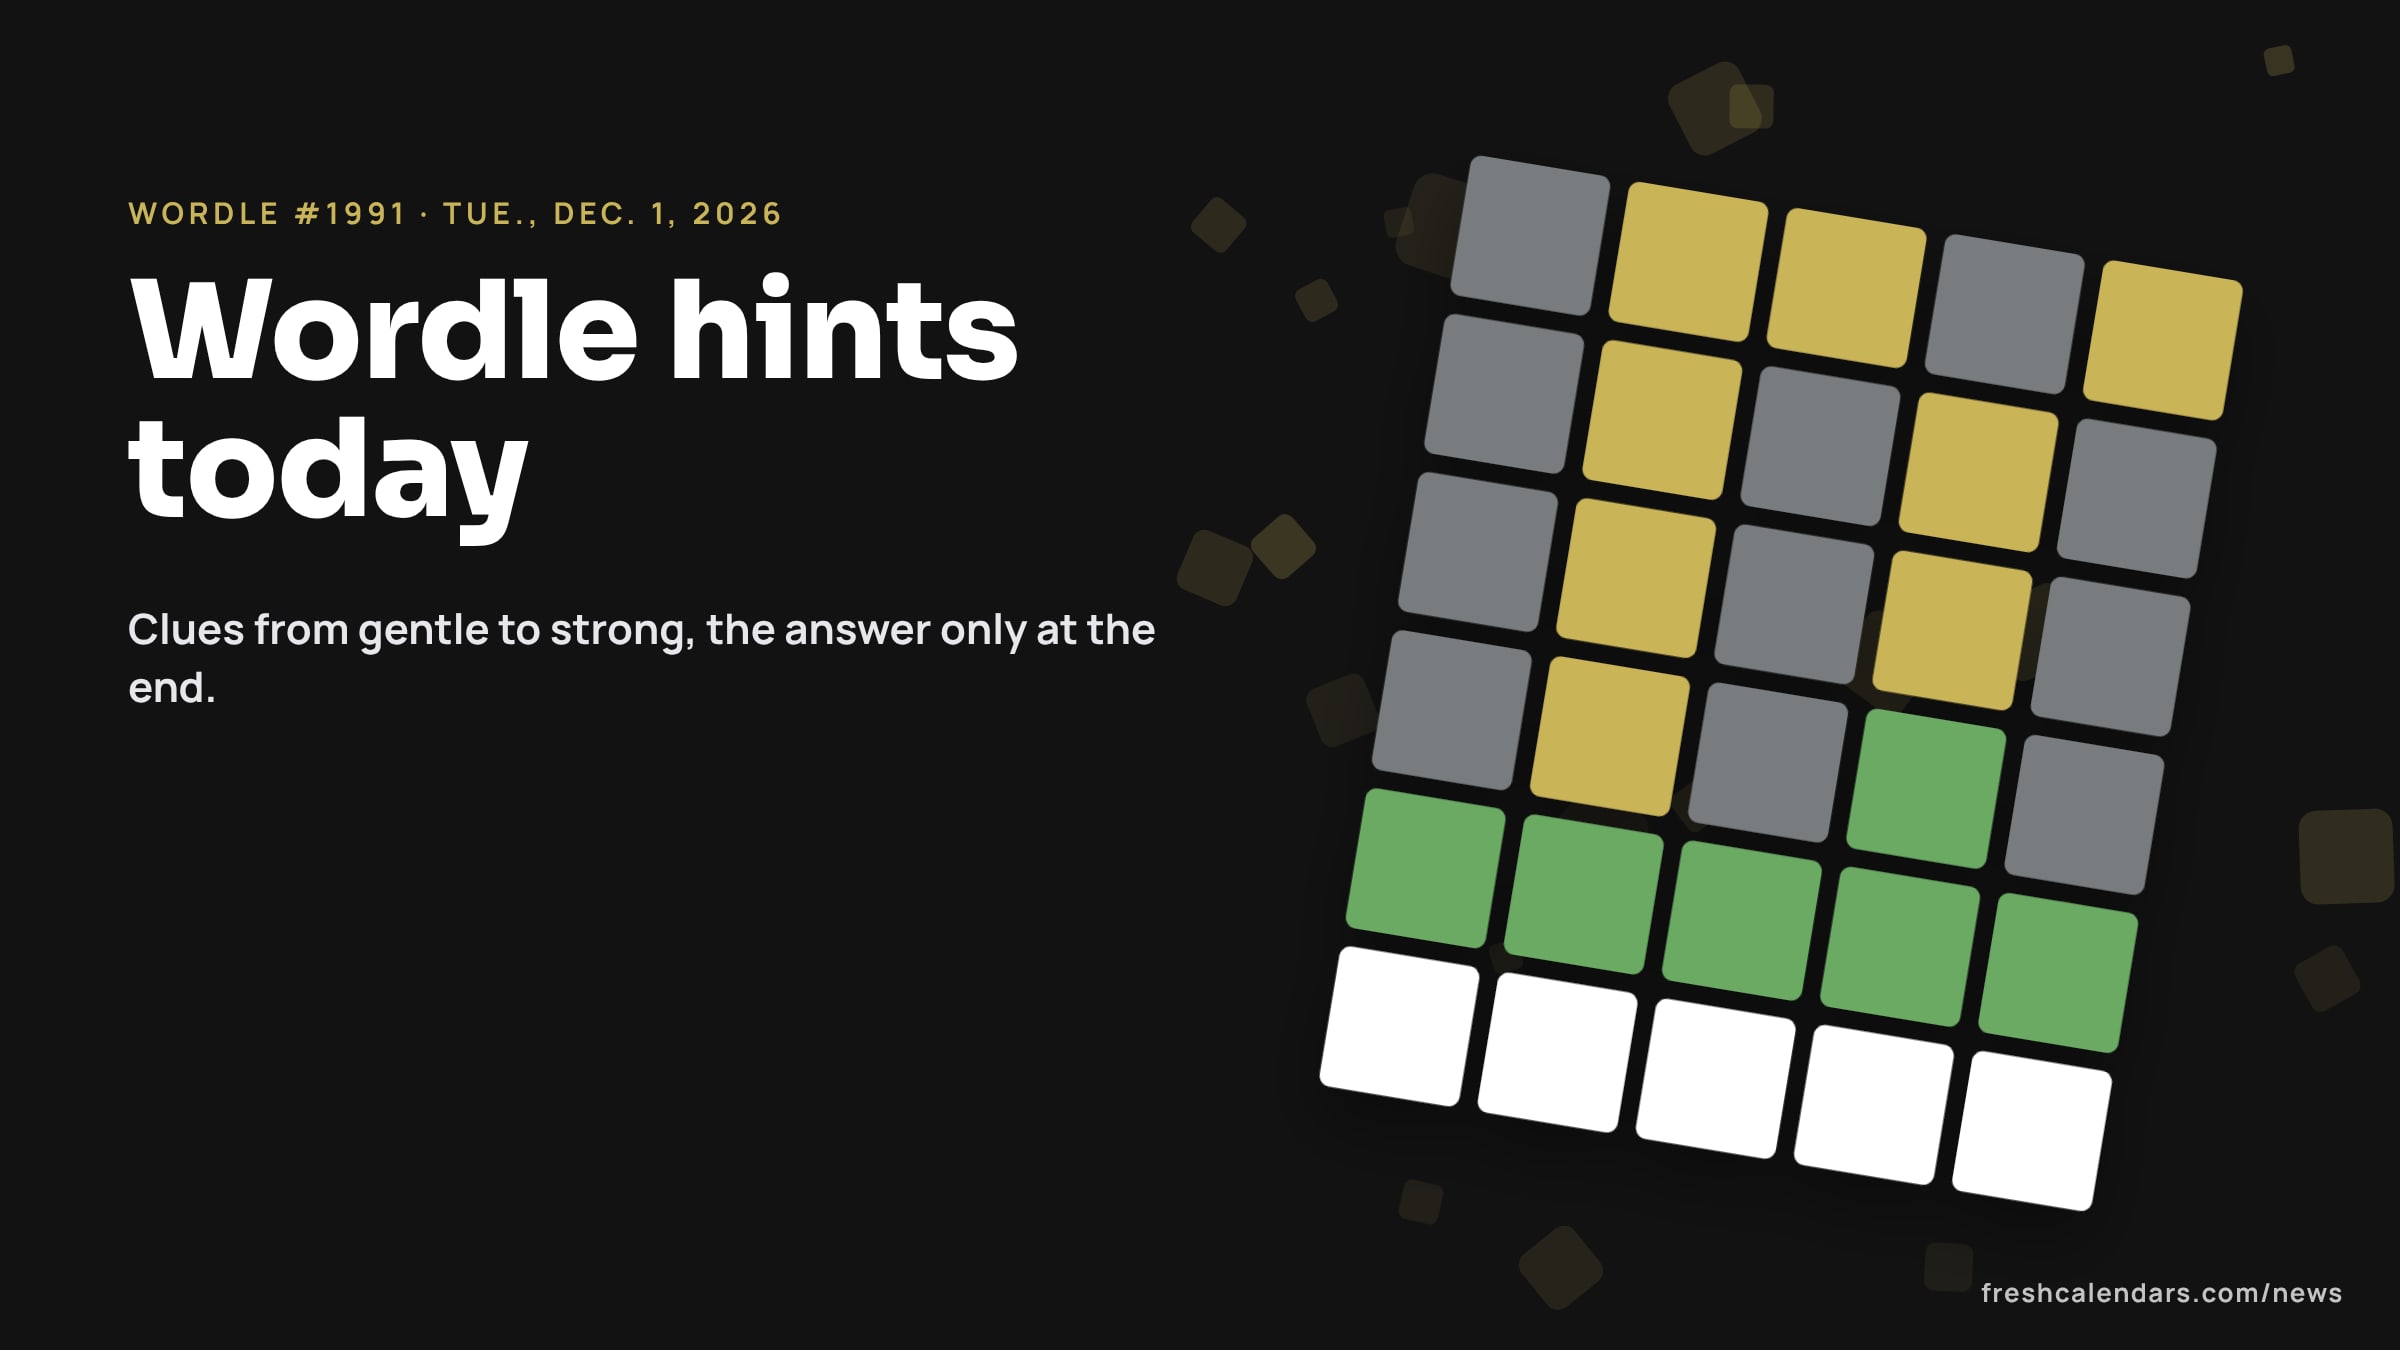 WORDLE #1991 · TUE., DEC. 1, 2026
Wordle hints
today
Clues from gentle to strong, the answer only at the
end.
freshcalendars.com/news